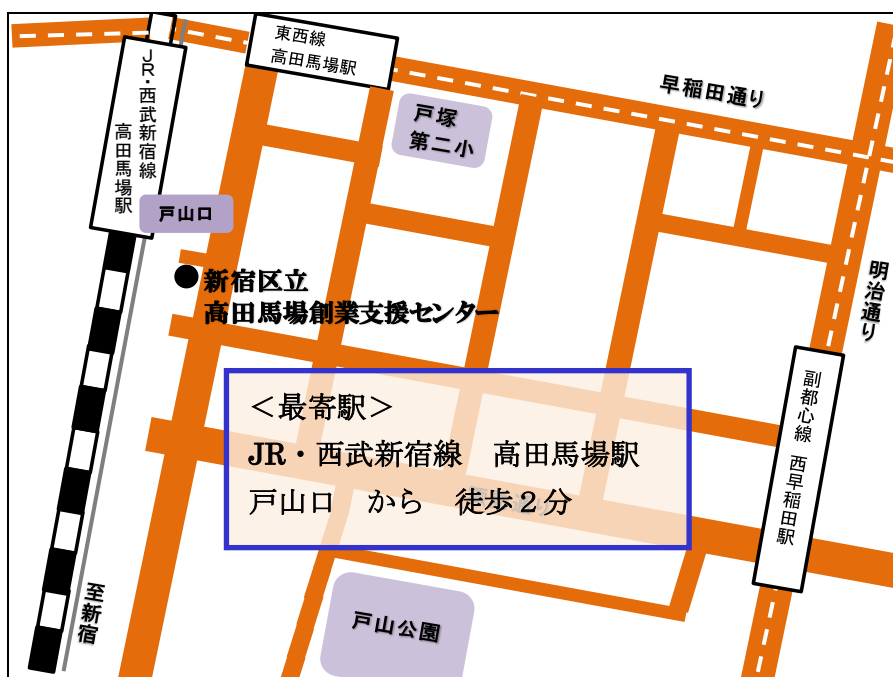 東西線
高田馬場駅
JR・西武新宿線
高田馬場駅
戸塚
第二小
早稲田通り
戸山口
新宿区立
高田馬場創業支援センター
明治通り
<最寄駅>
JR・西武新宿線 高田馬場駅
戸山口 から 徒歩2分
副都心線 西早稲田駅
至新宿
戸山公園